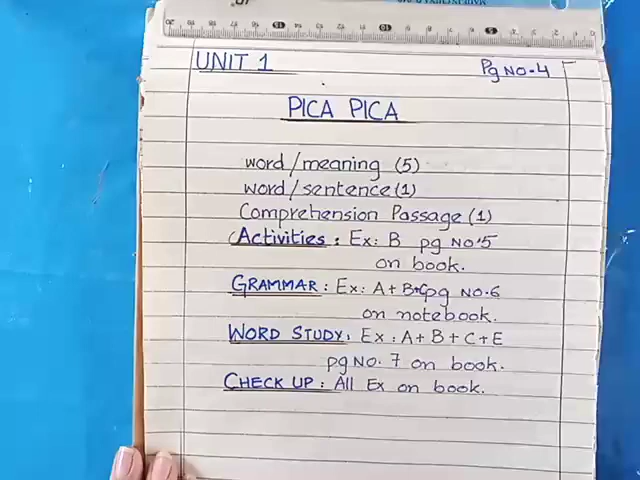 UNIT 1 Pg No.4
PICA PICA
word/meaning (5)
word/sentence (1)
Comprehension Passage (1)
Activities : Ex: B pg No.5
on book.
GRAMMAR : Ex: A+B+C pg No.6
on notebook.
WORD STUDY: Ex: A+B+C+E
pg No. 7 on book.
CHECK UP : All Ex on book.